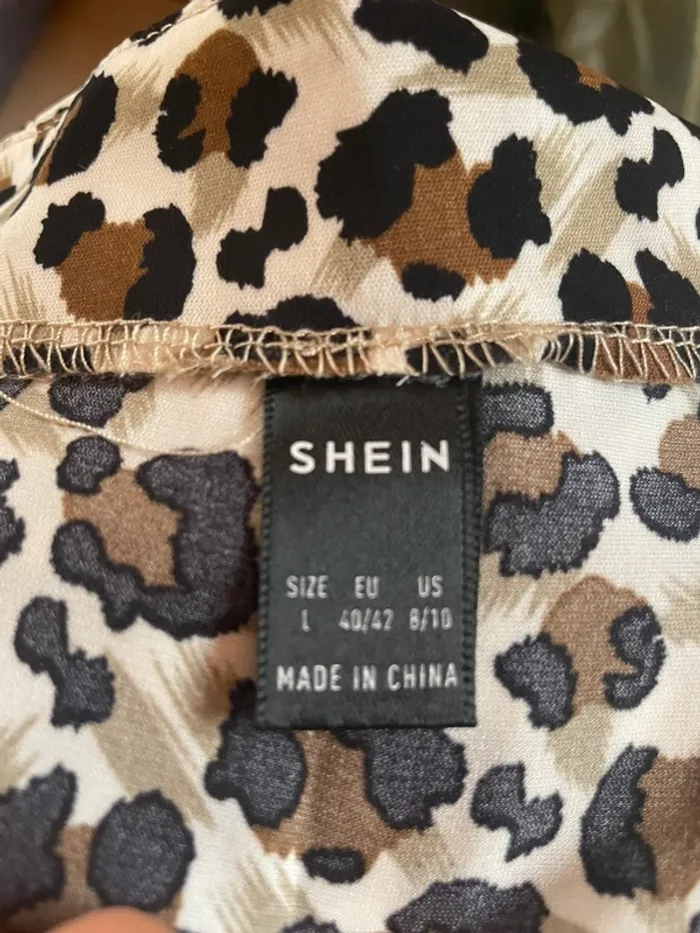 SHEIN
SIZE EU US
L 40/42 8/10
MADE IN CHINA